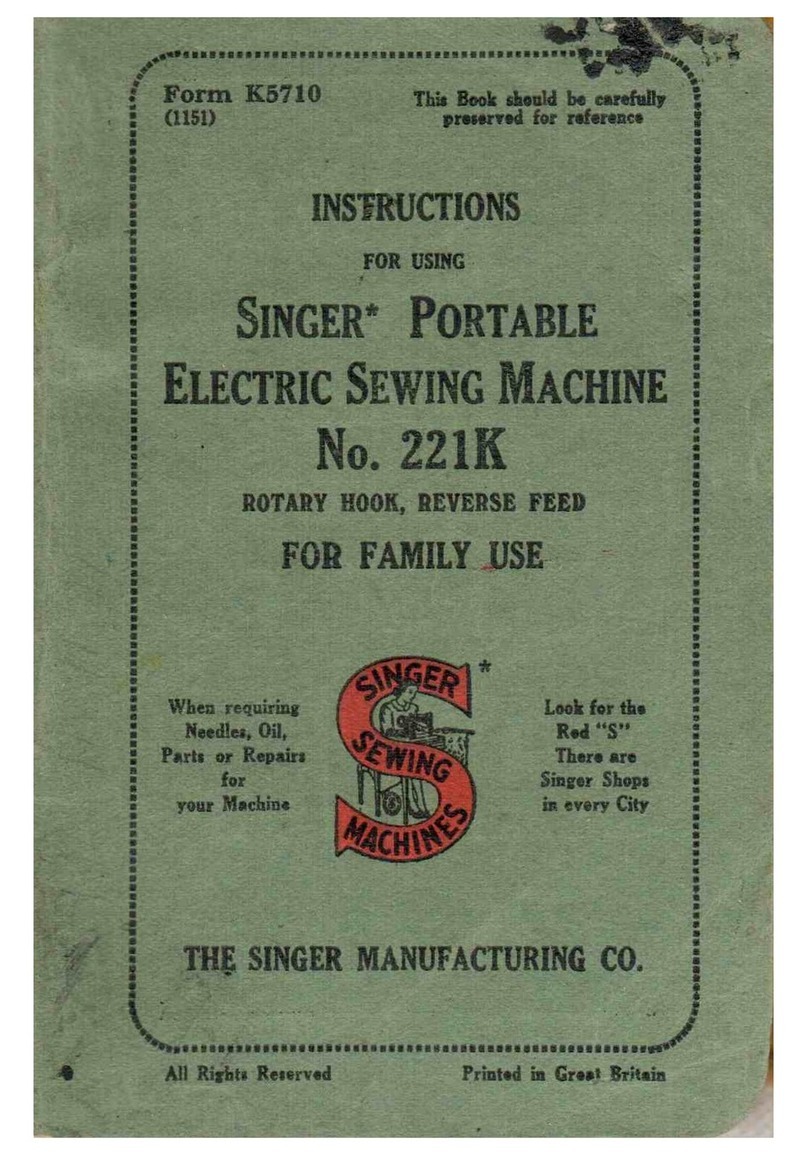 Form K5710
(1151)
This Book should be carefully
preserved for reference
INSTRUCTIONS
FOR USING
SINGER* PORTABLE
ELECTRIC SEWING MACHINE
No. 221K
ROTARY HOOK, REVERSE FEED
FOR FAMILY USE
When requiring
Needles, Oil,
Parts or Repairs
for
your Machine
SINGER *
SEWING
MACHINES
Look for the
Red "S"
There are
Singer Shops
in every City
THE SINGER MANUFACTURING CO.
All Rights Reserved
Printed in Great Britain